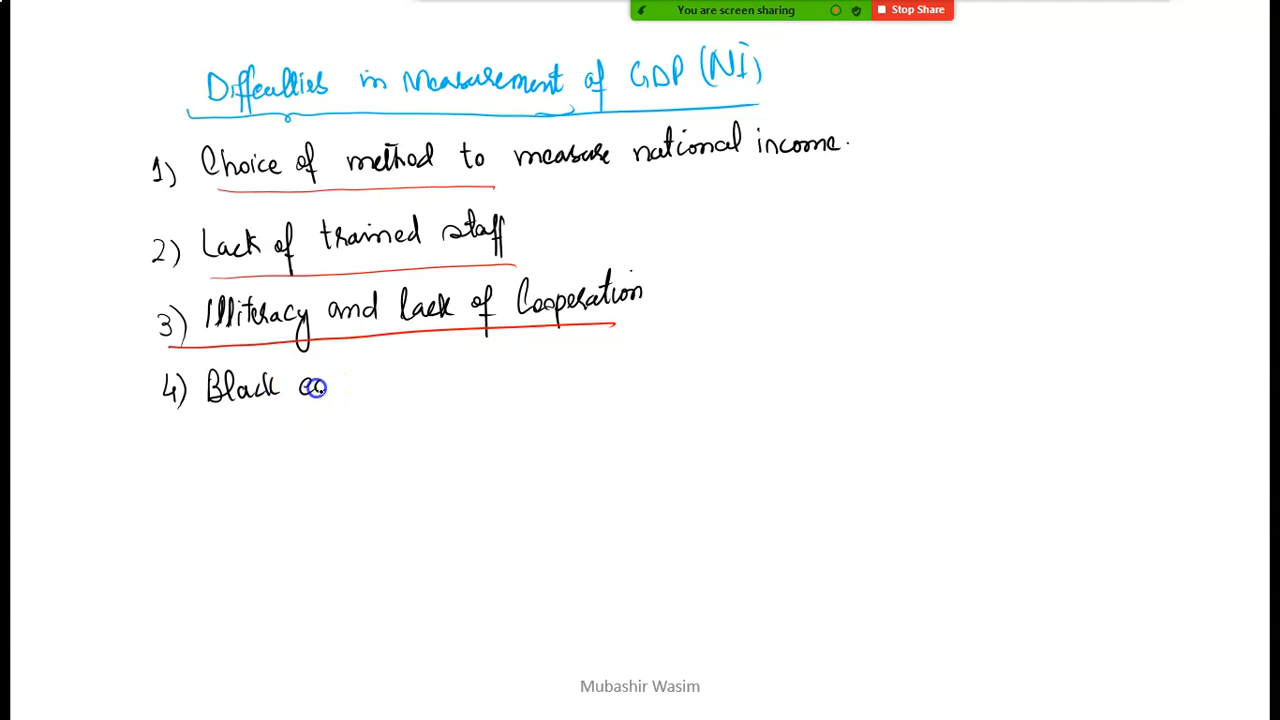 You are screen sharing
Stop Share
Difficulties in Measurement of GDP (NI)
1) Choice of method to measure national income.
2) Lack of trained staff
3) Illiteracy and Lack of Cooperation
4) Black
Mubashir Wasim